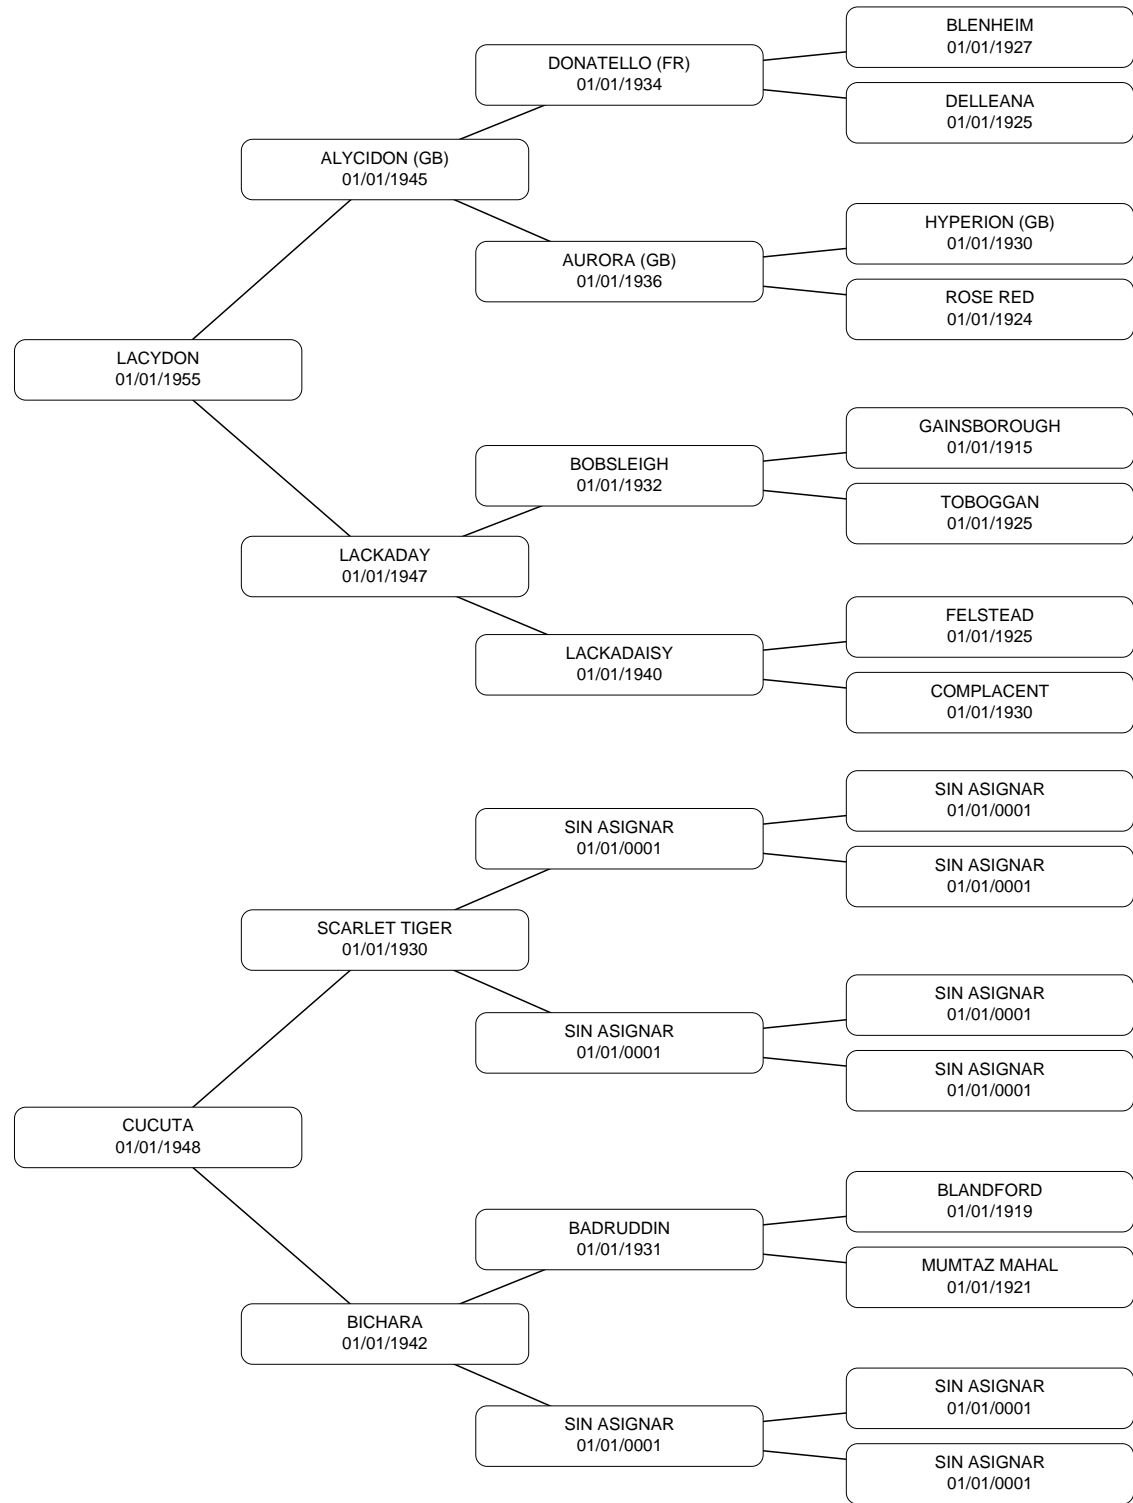 BLENHEIM
01/01/1927
DONATELLO (FR)
01/01/1934
DELLEANA
01/01/1925
ALYCIDON (GB)
01/01/1945
HYPERION (GB)
01/01/1930
AURORA (GB)
01/01/1936
ROSE RED
01/01/1924
LACYDON
01/01/1955
GAINSBOROUGH
01/01/1915
BOBSLEIGH
01/01/1932
TOBOGGAN
01/01/1925
LACKADAY
01/01/1947
FELSTEAD
01/01/1925
LACKADAISY
01/01/1940
COMPLACENT
01/01/1930
SIN ASIGNAR
01/01/0001
SIN ASIGNAR
01/01/0001
SIN ASIGNAR
01/01/0001
SCARLET TIGER
01/01/1930
SIN ASIGNAR
01/01/0001
SIN ASIGNAR
01/01/0001
SIN ASIGNAR
01/01/0001
CUCUTA
01/01/1948
BLANDFORD
01/01/1919
BADRUDDIN
01/01/1931
MUMTAZ MAHAL
01/01/1921
BICHARA
01/01/1942
SIN ASIGNAR
01/01/0001
SIN ASIGNAR
01/01/0001
SIN ASIGNAR
01/01/0001